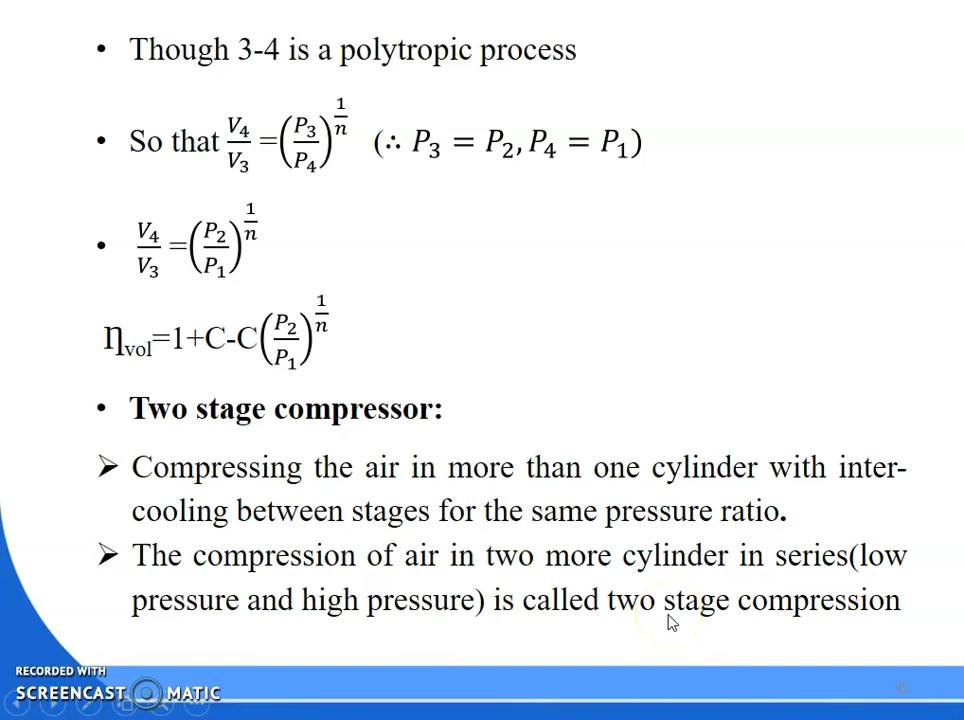 • Though 3-4 is a polytropic process
• So that V₄/V₃ =(P₃/P₄)^(1/n) (∴ P₃ = P₂, P₄ = P₁)
• V₄/V₃ =(P₂/P₁)^(1/n)
Ƞvol=1+C-C(P₂/P₁)^(1/n)
• Two stage compressor:
➢ Compressing the air in more than one cylinder with inter-
cooling between stages for the same pressure ratio.
➢ The compression of air in two more cylinder in series(low
pressure and high pressure) is called two stage compression
RECORDED WITH
SCREENCAST MATIC